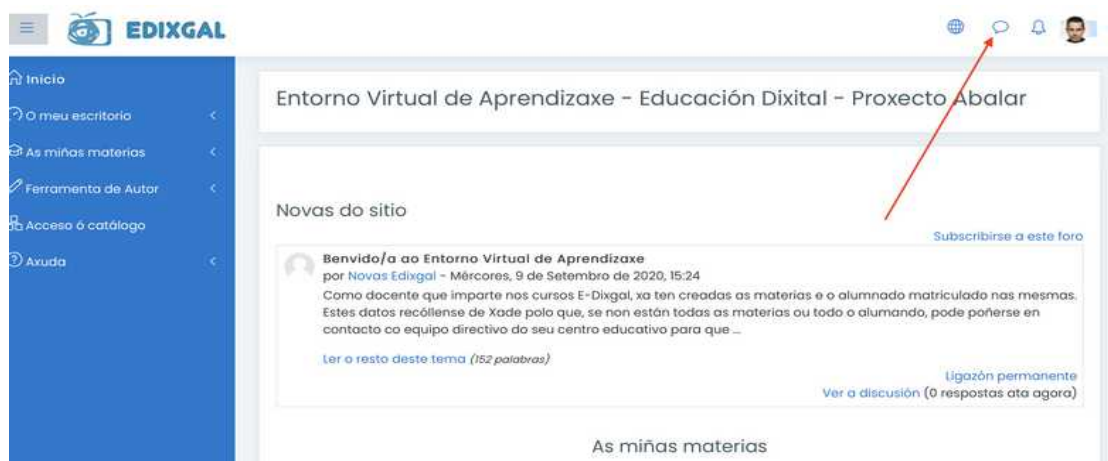 EDIXGAL
Inicio
O meu escritorio
As miñas materias
Ferramenta de Autor
Acceso ó catálogo
Axuda
Entorno Virtual de Aprendizaxe - Educación Dixital - Proxecto Abalar
Novas do sitio
Subscribirse a este foro
Benvido/a ao Entorno Virtual de Aprendizaxe
por Novas Edixgal - Mércores, 9 de Setembro de 2020, 15:24
Como docente que imparte nos cursos E-Dixgal, xa ten creadas as materias e o alumnado matriculado nas mesmas.
Estes datos recóllense de Xade polo que, se non están todas as materias ou todo o alumando, pode poñerse en
contacto co equipo directivo do seu centro educativo para que ...
Ler o resto deste tema (152 palabras)
Ligazón permanente
Ver a discusión (0 respostas ata agora)
As miñas materias